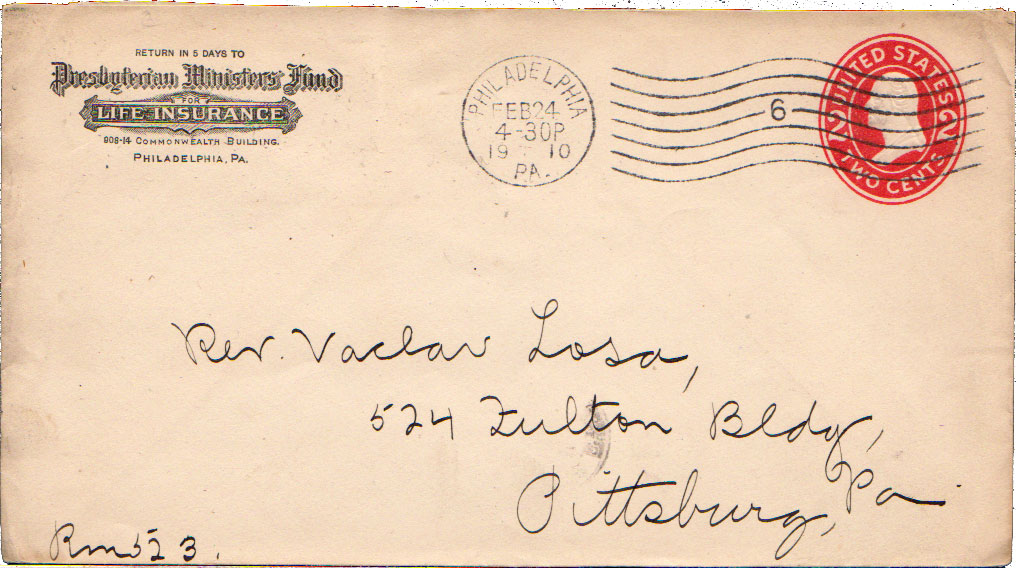 RETURN IN 5 DAYS TO
Presbyterian Ministers' Fund
FOR
LIFE-INSURANCE
908-14 COMMONWEALTH BUILDING.
PHILADELPHIA, PA.
PHILADELPHIA
FEB 24
4-30P
19 10
PA.
6
UNITED STATES
2 2
TWO CENTS
Rev. Vaclav Losa,
524 Fulton Bldg,
Pittsburg, Pa
Rm 523.